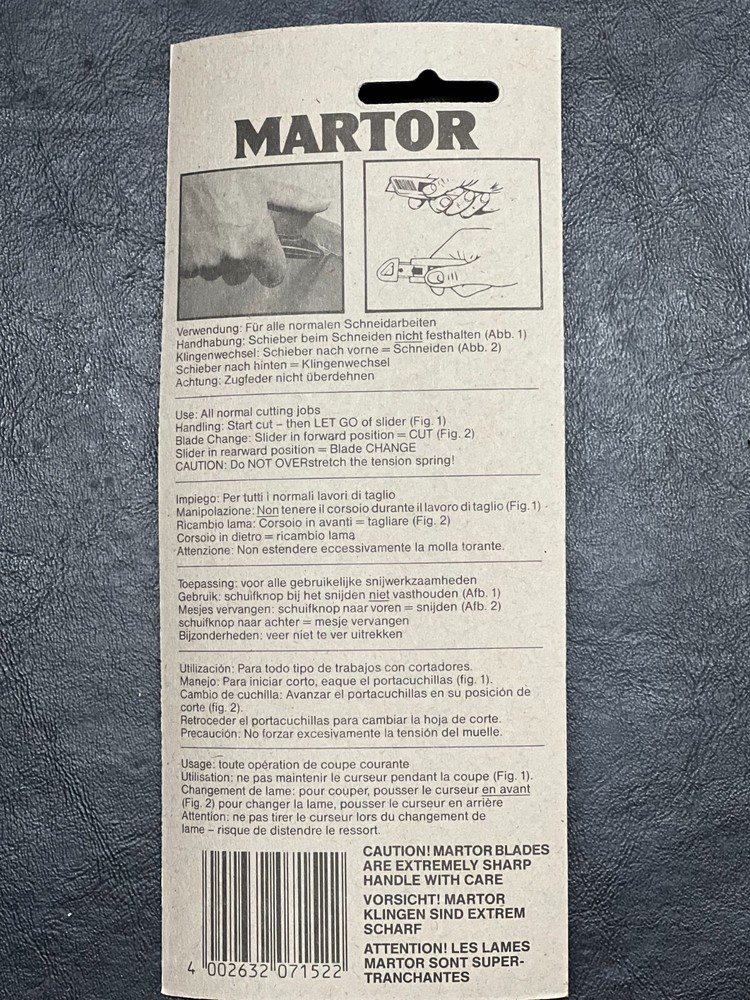 MARTOR
Verwendung: Für alle normalen Schneidarbeiten
Handhabung: Schieber beim Schneiden nicht festhalten (Abb. 1)
Klingenwechsel: Schieber nach vorne = Schneiden (Abb. 2)
Schieber nach hinten = Klingenwechsel
Achtung: Zugfeder nicht überdehnen
Use: All normal cutting jobs
Handling: Start cut – then LET GO of slider (Fig. 1)
Blade Change: Slider in forward position = CUT (Fig. 2)
Slider in rearward position = Blade CHANGE
CAUTION: Do NOT OVERstretch the tension spring!
Impiego: Per tutti i normali lavori di taglio
Manipolazione: Non tenere il corsoio durante il lavoro di taglio (Fig. 1)
Ricambio lama: Corsoio in avanti = tagliare (Fig. 2)
Corsoio in dietro = ricambio lama
Attenzione: Non estendere eccessivamente la molla torante.
Toepassing: voor alle gebruikelijke snijwerkzaamheden
Gebruik: schuifknop bij het snijden niet vasthouden (Afb. 1)
Mesjes vervangen: schuifknop naar voren = snijden (Afb. 2)
schuifknop naar achter = mesje vervangen
Bijzonderheden: veer niet te ver uitrekken
Utilización: Para todo tipo de trabajos con cortadores.
Manejo: Para iniciar corto, eaque el portacuchillas (fig. 1).
Cambio de cuchílla: Avanzar el portacuchillas en su posición de
corte (fig. 2).
Retroceder el portacuchillas para cambiar la hoja de corte.
Precaución: No forzar excesivamente la tensión del muelle.
Usage: toute opération de coupe courante
Utilisation: ne pas maintenir le curseur pendant la coupe (Fig. 1).
Changement de lame: pour couper, pousser le curseur en avant
(Fig. 2) pour changer la lame, pousser le curseur en arrière
Attention: ne pas tirer le curseur lors du changement de
lame – risque de distendre le ressort.
CAUTION! MARTOR BLADES
ARE EXTREMELY SHARP
HANDLE WITH CARE
VORSICHT! MARTOR
KLINGEN SIND EXTREM
SCHARF
ATTENTION! LES LAMES
MARTOR SONT SUPER-
TRANCHANTES
4 002632 071522